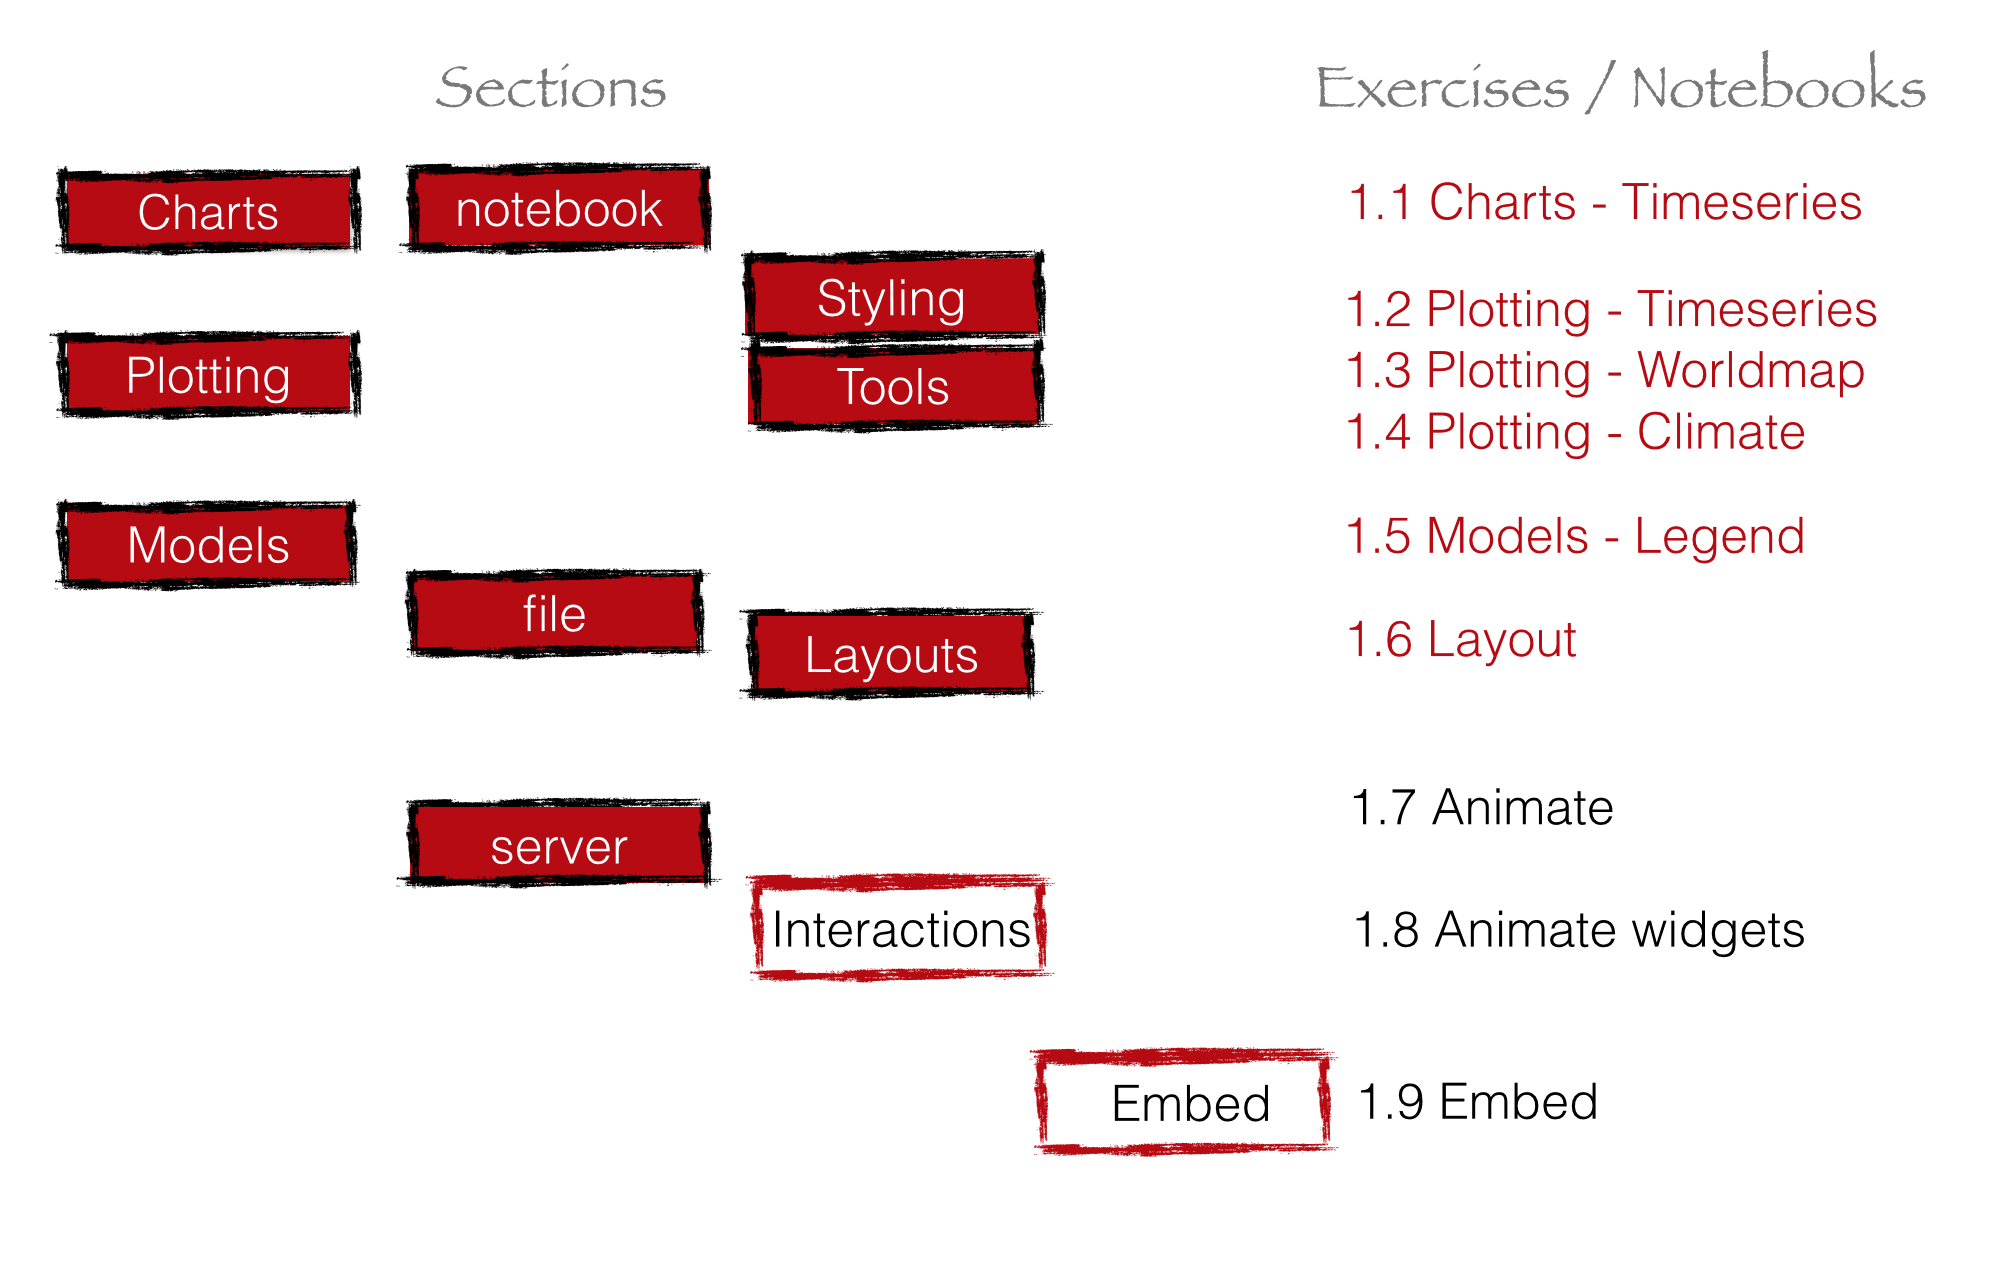 Sections
Exercises / Notebooks
Charts
notebook
1.1 Charts - Timeseries
Styling
1.2 Plotting - Timeseries
Plotting
Tools
1.3 Plotting - Worldmap
1.4 Plotting - Climate
Models
1.5 Models - Legend
file
Layouts
1.6 Layout
server
1.7 Animate
Interactions
1.8 Animate widgets
Embed
1.9 Embed